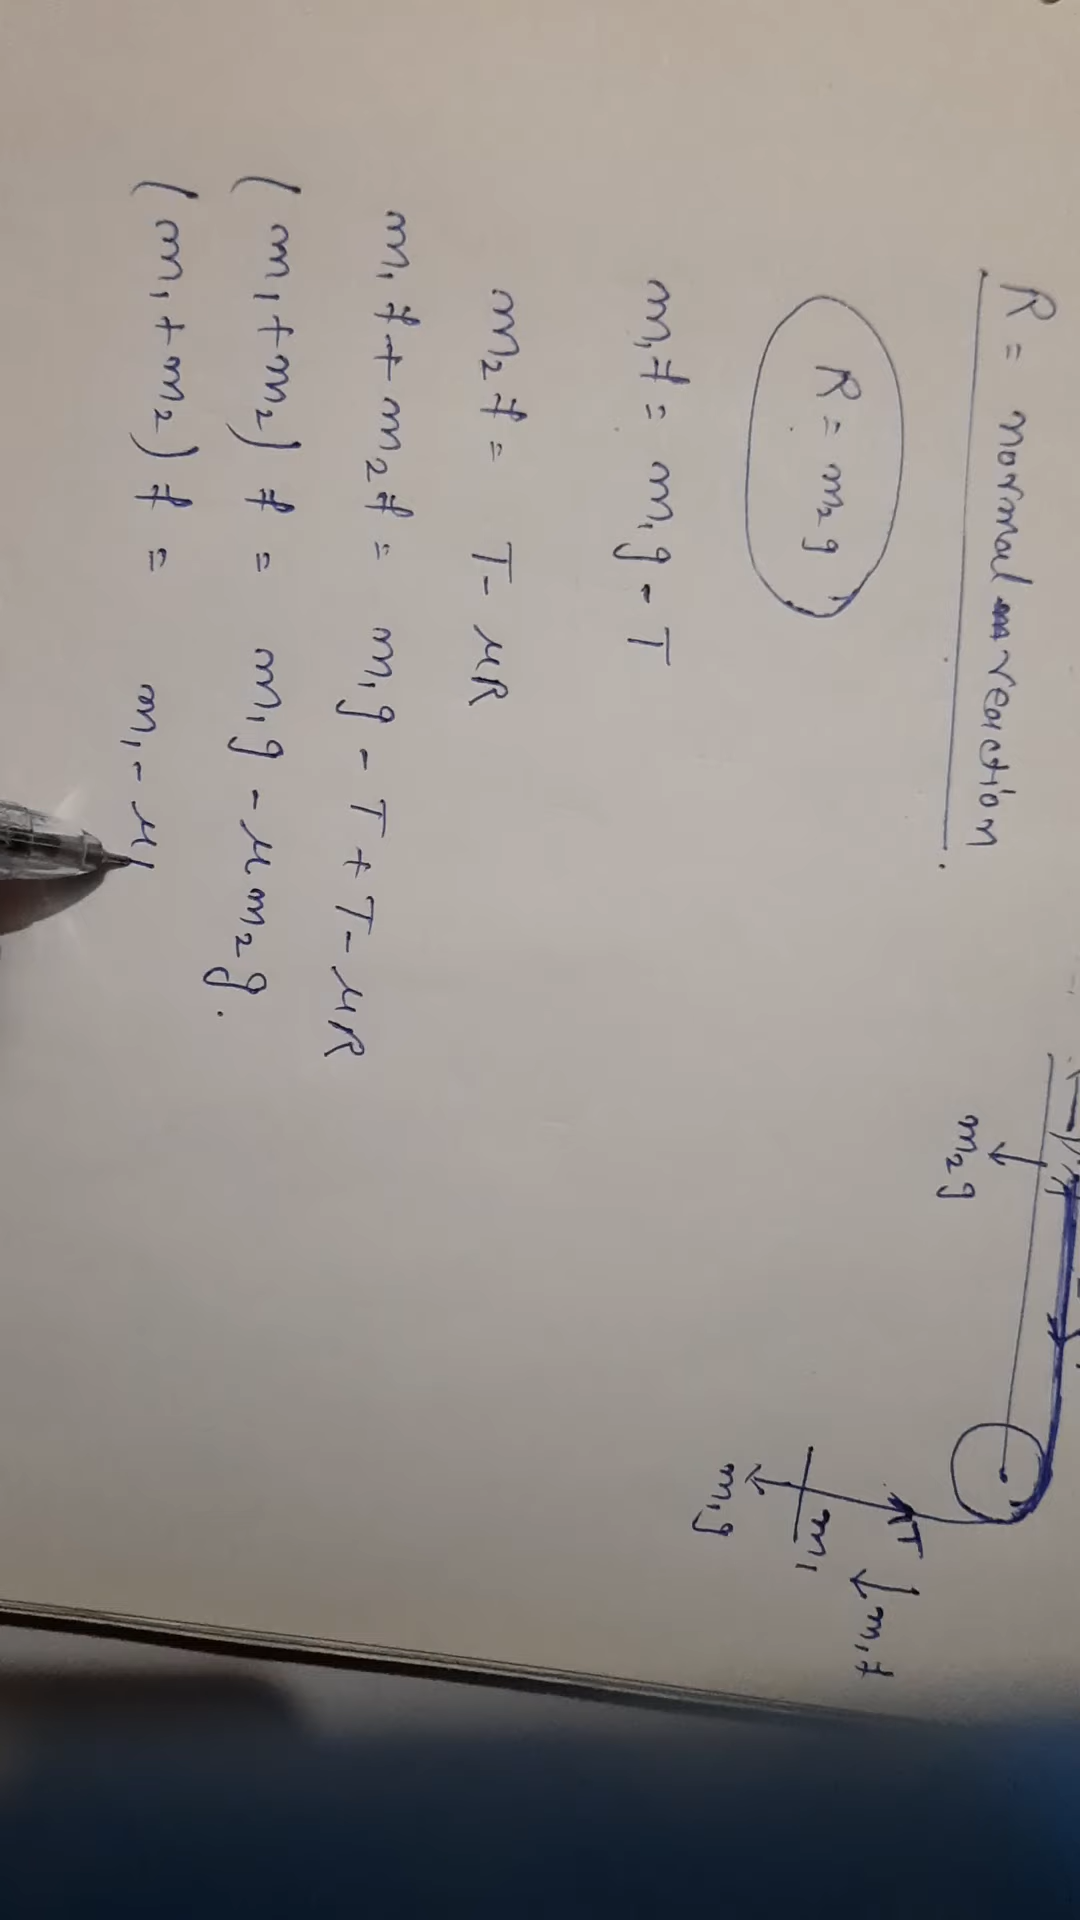 R = normal reaction
R = m₂g
m₁f = m₁g - T
m₂f = T - μR
m₁f + m₂f = m₁g - T + T - μR
(m₁ + m₂) f = m₁g - μm₂g.
(m₁ + m₂) f = m₁ - μ
m₂g
T
m₁f
m₁
m₁g